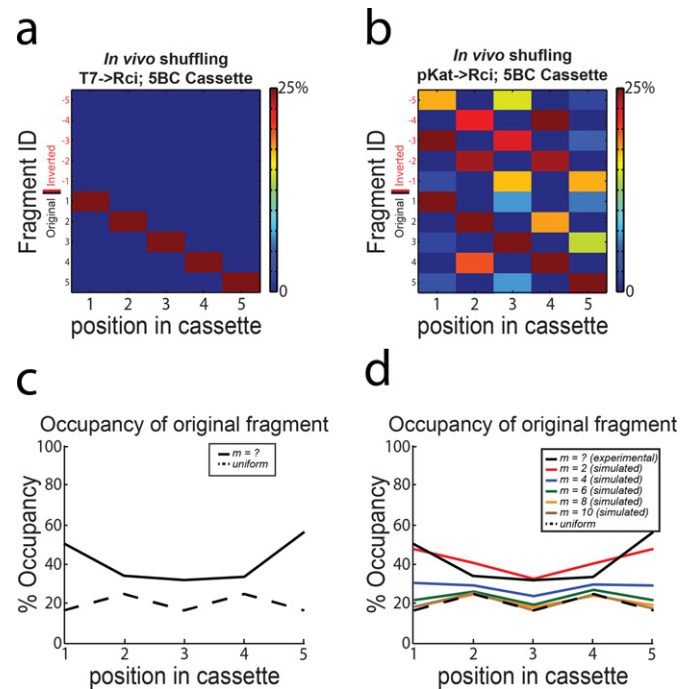 a
In vivo shuffling
T7->Rci; 5BC Cassette
25%
0
Fragment ID
Inverted
Original
-5
-4
-3
-2
-1
1
2
3
4
5
1 2 3 4 5
position in cassette
b
In vivo shufling
pKat->Rci; 5BC Cassette
25%
0
Fragment ID
Inverted
Original
-5
-4
-3
-2
-1
1
2
3
4
5
1 2 3 4 5
position in cassette
c
Occupancy of original fragment
m = ?
uniform
% Occupancy
100
80
60
40
20
0
1 2 3 4 5
position in cassette
d
Occupancy of original fragment
m = ? (experimental)
m = 2 (simulated)
m = 4 (simulated)
m = 6 (simulated)
m = 8 (simulated)
m = 10 (simulated)
uniform
% Occupancy
100
80
60
40
20
0
1 2 3 4 5
position in cassette